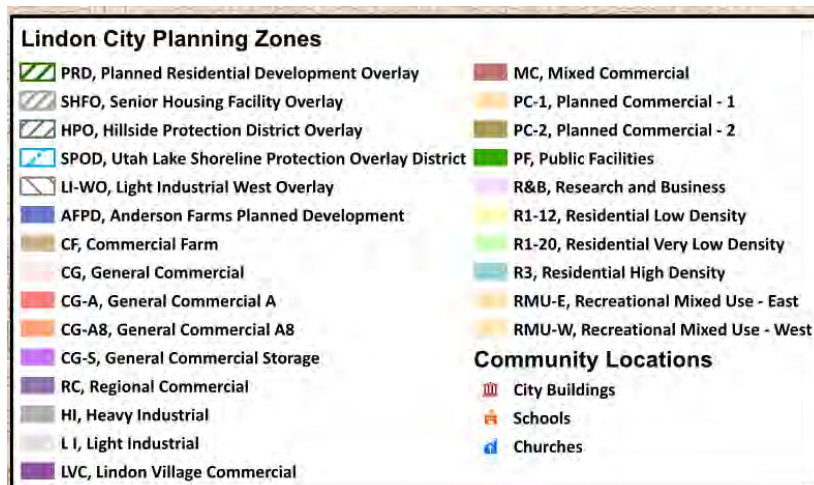 Lindon City Planning Zones
PRD, Planned Residential Development Overlay
SHFO, Senior Housing Facility Overlay
HPO, Hillside Protection District Overlay
SPOD, Utah Lake Shoreline Protection Overlay District
LI-WO, Light Industrial West Overlay
AFPD, Anderson Farms Planned Development
CF, Commercial Farm
CG, General Commercial
CG-A, General Commercial A
CG-A8, General Commercial A8
CG-S, General Commercial Storage
RC, Regional Commercial
HI, Heavy Industrial
L I, Light Industrial
LVC, Lindon Village Commercial
MC, Mixed Commercial
PC-1, Planned Commercial - 1
PC-2, Planned Commercial - 2
PF, Public Facilities
R&B, Research and Business
R1-12, Residential Low Density
R1-20, Residential Very Low Density
R3, Residential High Density
RMU-E, Recreational Mixed Use - East
RMU-W, Recreational Mixed Use - West
Community Locations
City Buildings
Schools
Churches